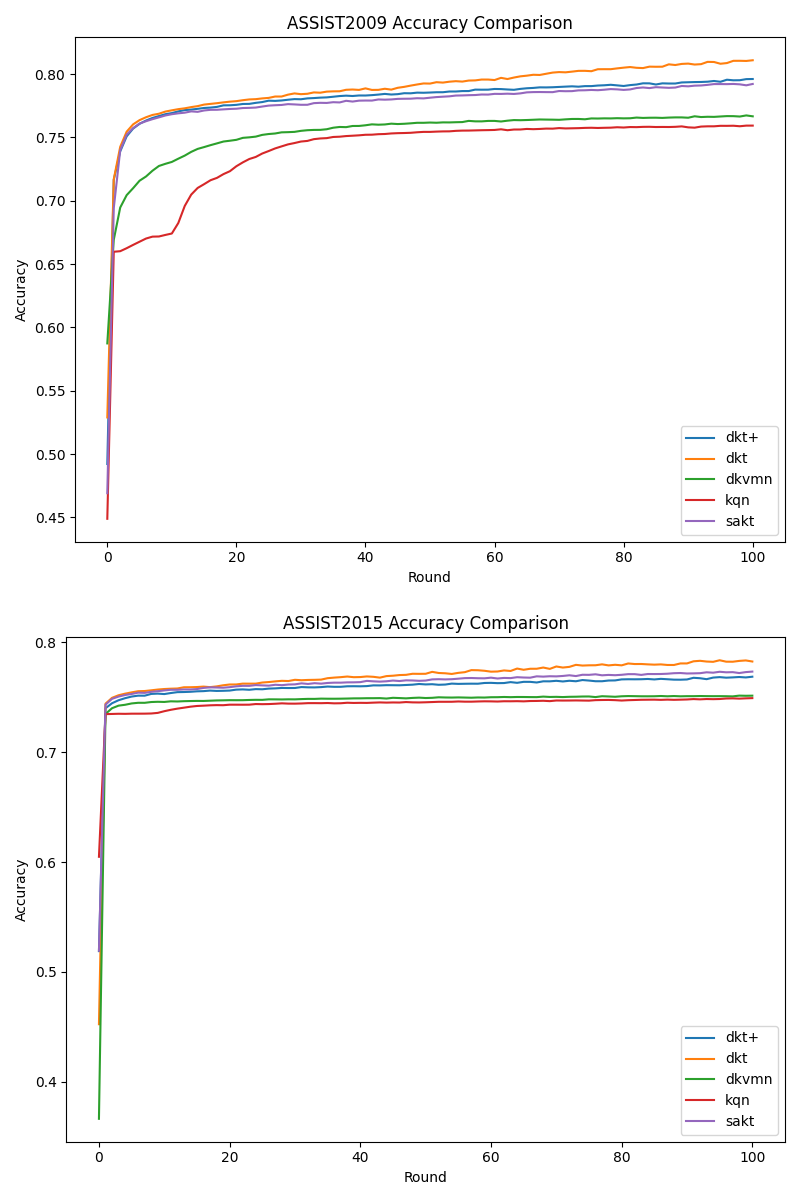 ASSIST2009 Accuracy Comparison
0.80
0.75
0.70
0.65
0.60
0.55
0.50
0.45
Accuracy
0 20 40 60 80 100
Round
dkt+
dkt
dkvmn
kqn
sakt
ASSIST2015 Accuracy Comparison
0.8
0.7
0.6
0.5
0.4
Accuracy
0 20 40 60 80 100
Round
dkt+
dkt
dkvmn
kqn
sakt